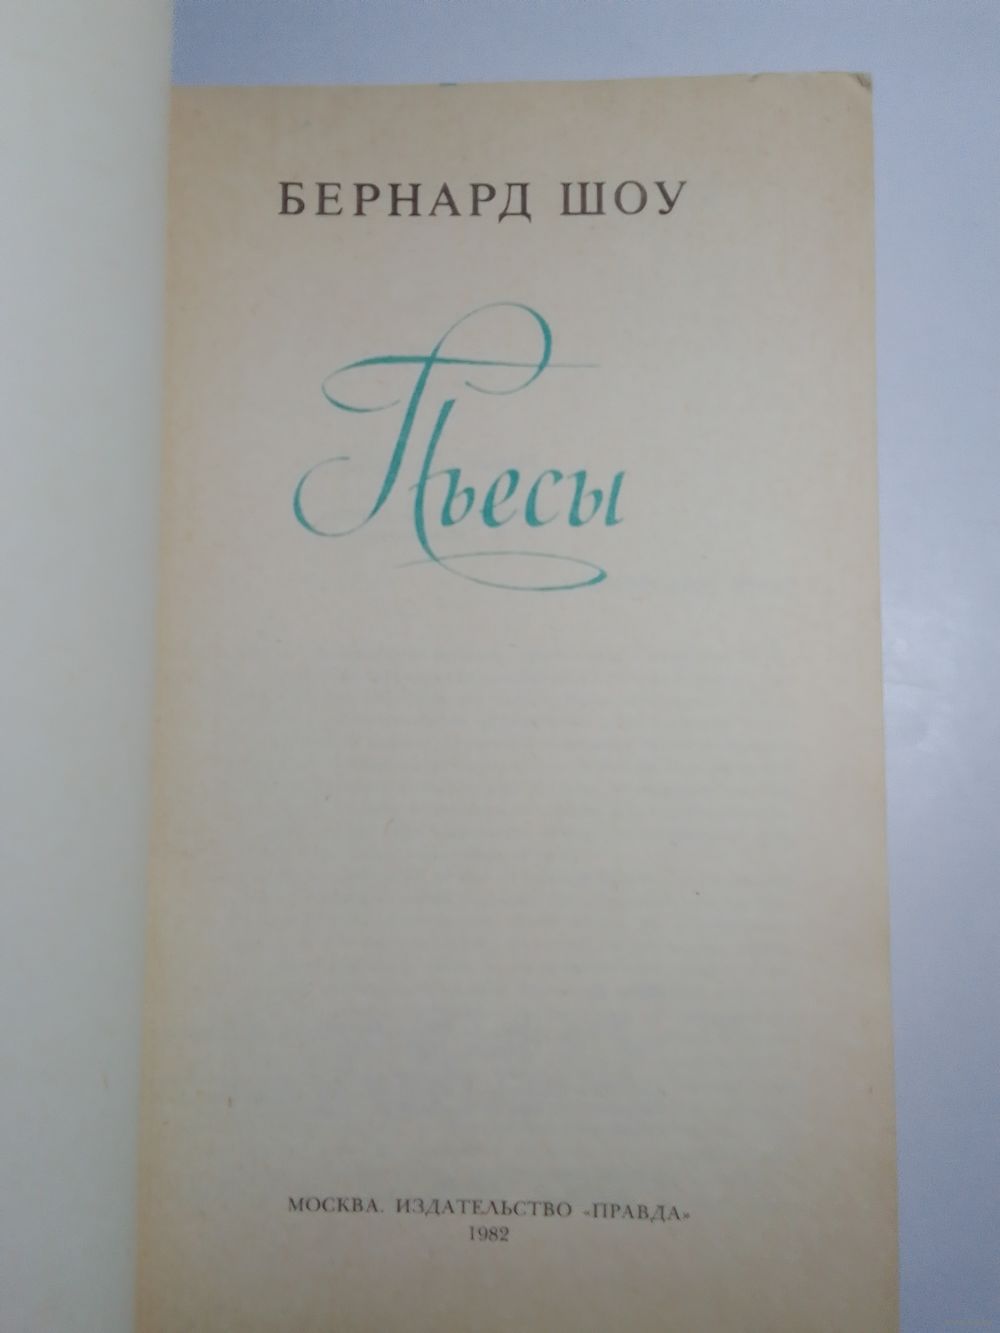 БЕРНАРД ШОУ
Пьесы
МОСКВА. ИЗДАТЕЛЬСТВО «ПРАВДА»
1982